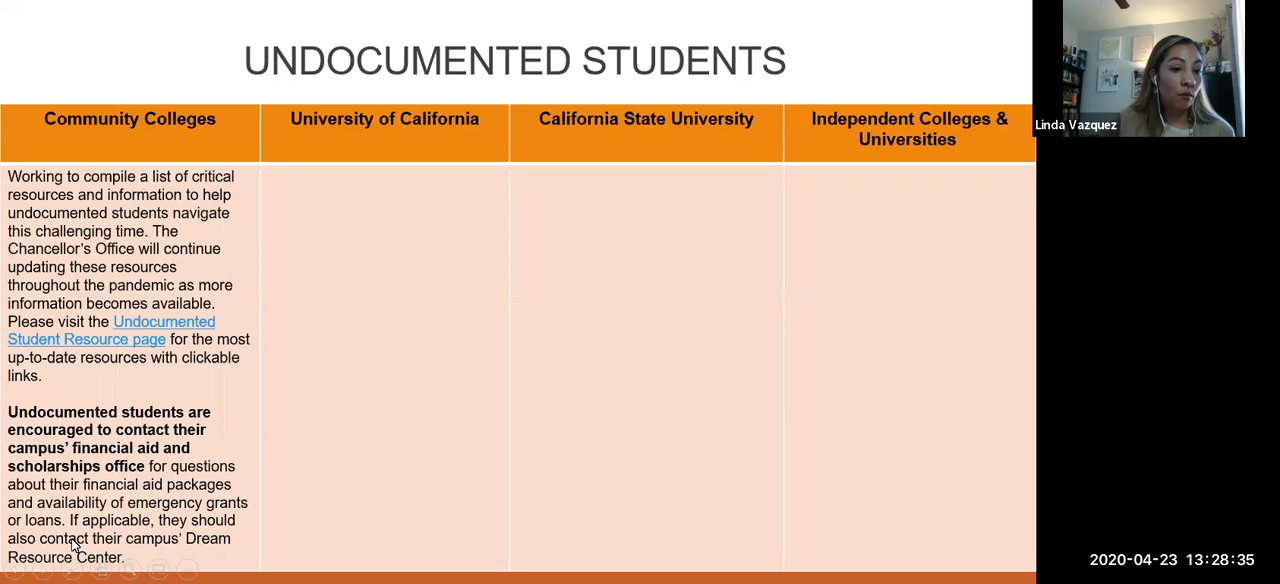 UNDOCUMENTED STUDENTS
Community Colleges
University of California
California State University
Independent Colleges &
Universities
Working to compile a list of critical
resources and information to help
undocumented students navigate
this challenging time. The
Chancellor's Office will continue
updating these resources
throughout the pandemic as more
information becomes available.
Please visit the Undocumented
Student Resource page for the most
up-to-date resources with clickable
links.
Undocumented students are
encouraged to contact their
campus' financial aid and
scholarships office for questions
about their financial aid packages
and availability of emergency grants
or loans. If applicable, they should
also contact their campus' Dream
Resource Center.
Linda Vazquez
2020-04-23 13:28:35